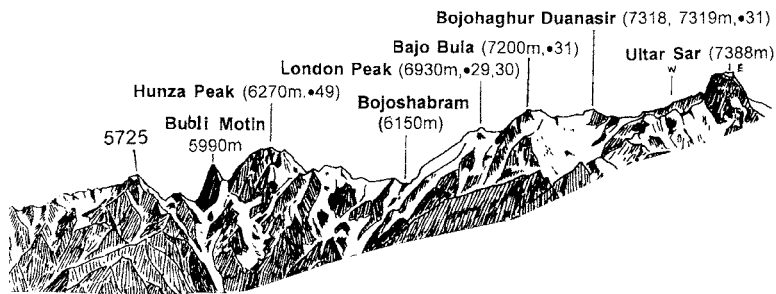 Bojohaghur Duanasir (7318, 7319m,•31)
Bajo Bula (7200m,•31)
Ultar Sar (7388m)
London Peak (6930m,•29,30)
W E
Hunza Peak (6270m.•49)
Bojoshabram
(6150m)
Bubli Motin
5990m
5725